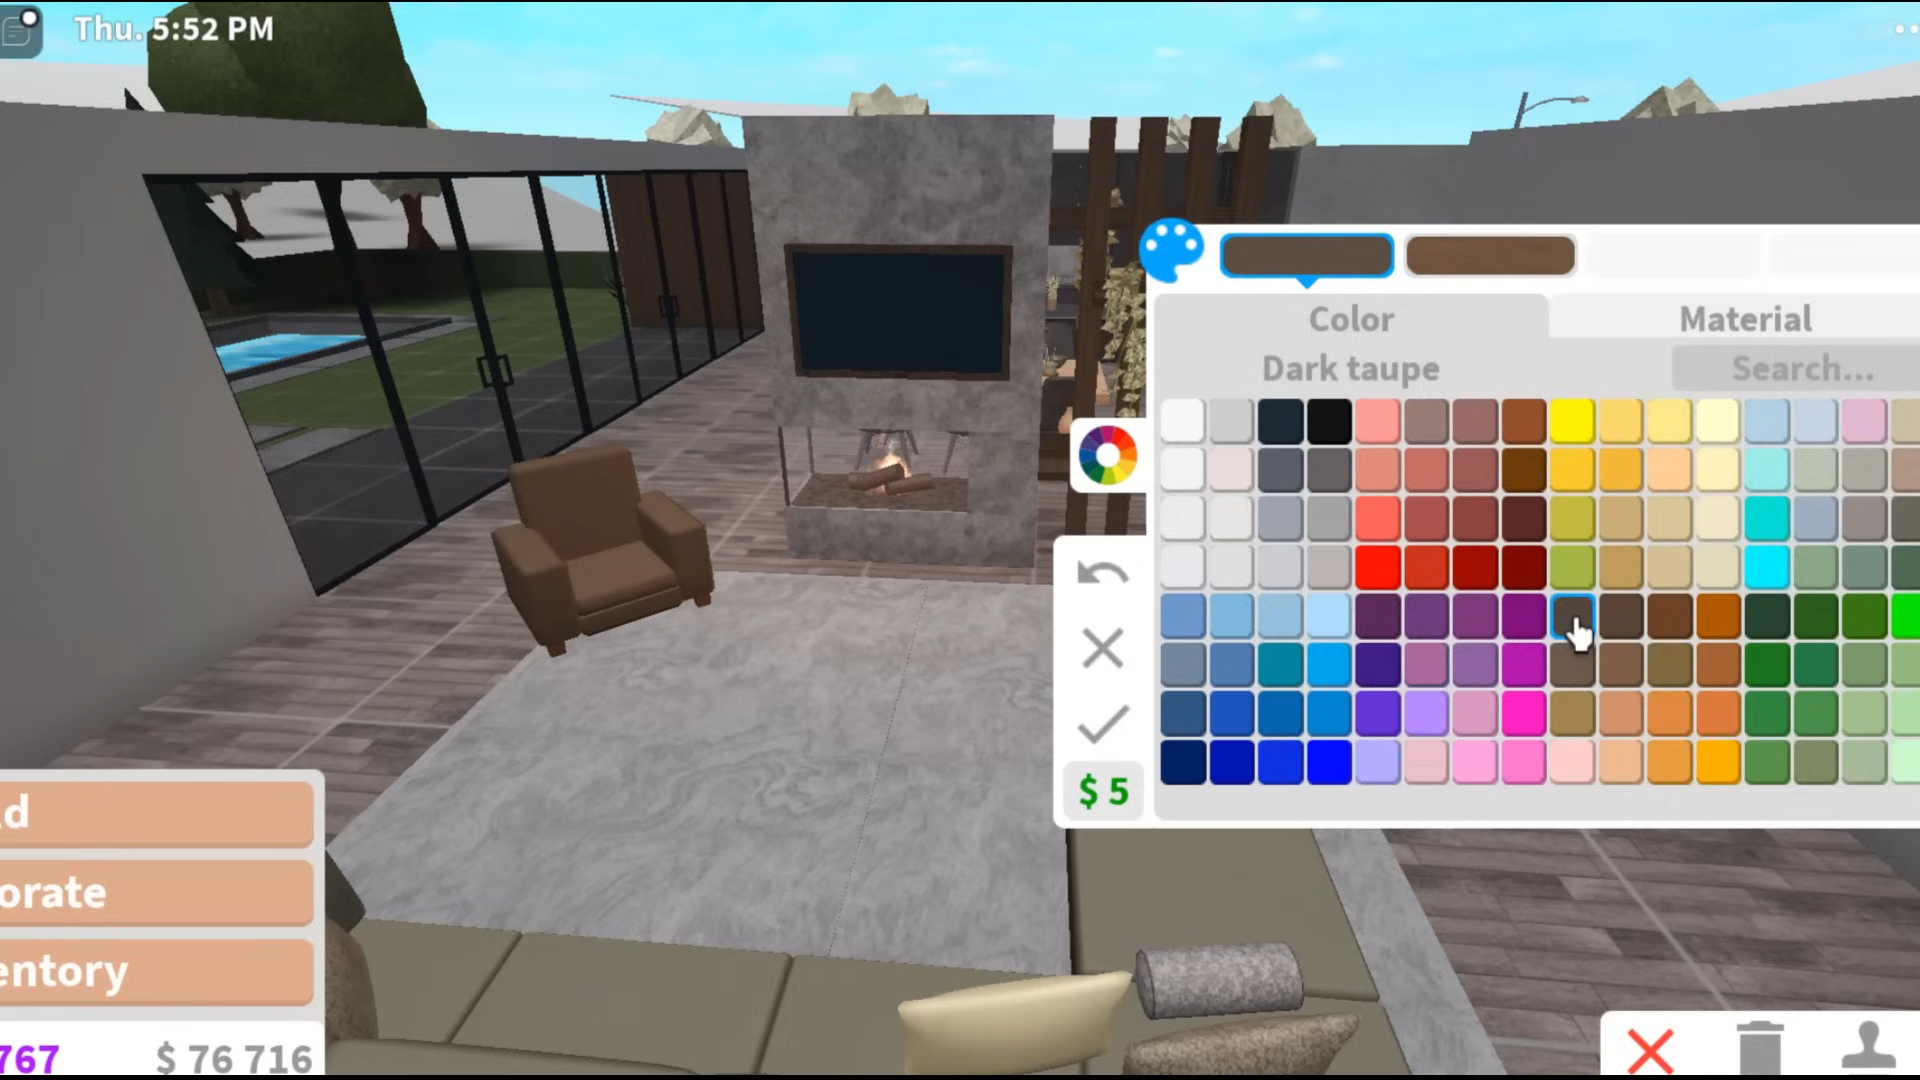 Thu. 5:52 PM
Color
Material
Dark taupe
Search...
$ 5
d
orate
entory
767
$ 76 716